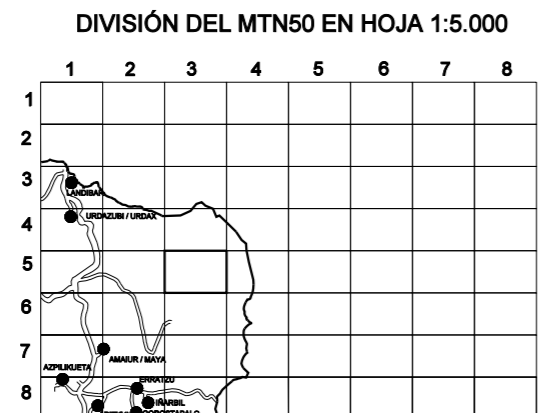 DIVISIÓN DEL MTN50 EN HOJA 1:5.000
1 2 3 4 5 6 7 8
1
2
3
LANDIBAR
4
URDAZUBI / URDAX
5
6
7
AMAIUR / MAYA
AZPILIKUETA
ERRATZU
8
IÑARBIL